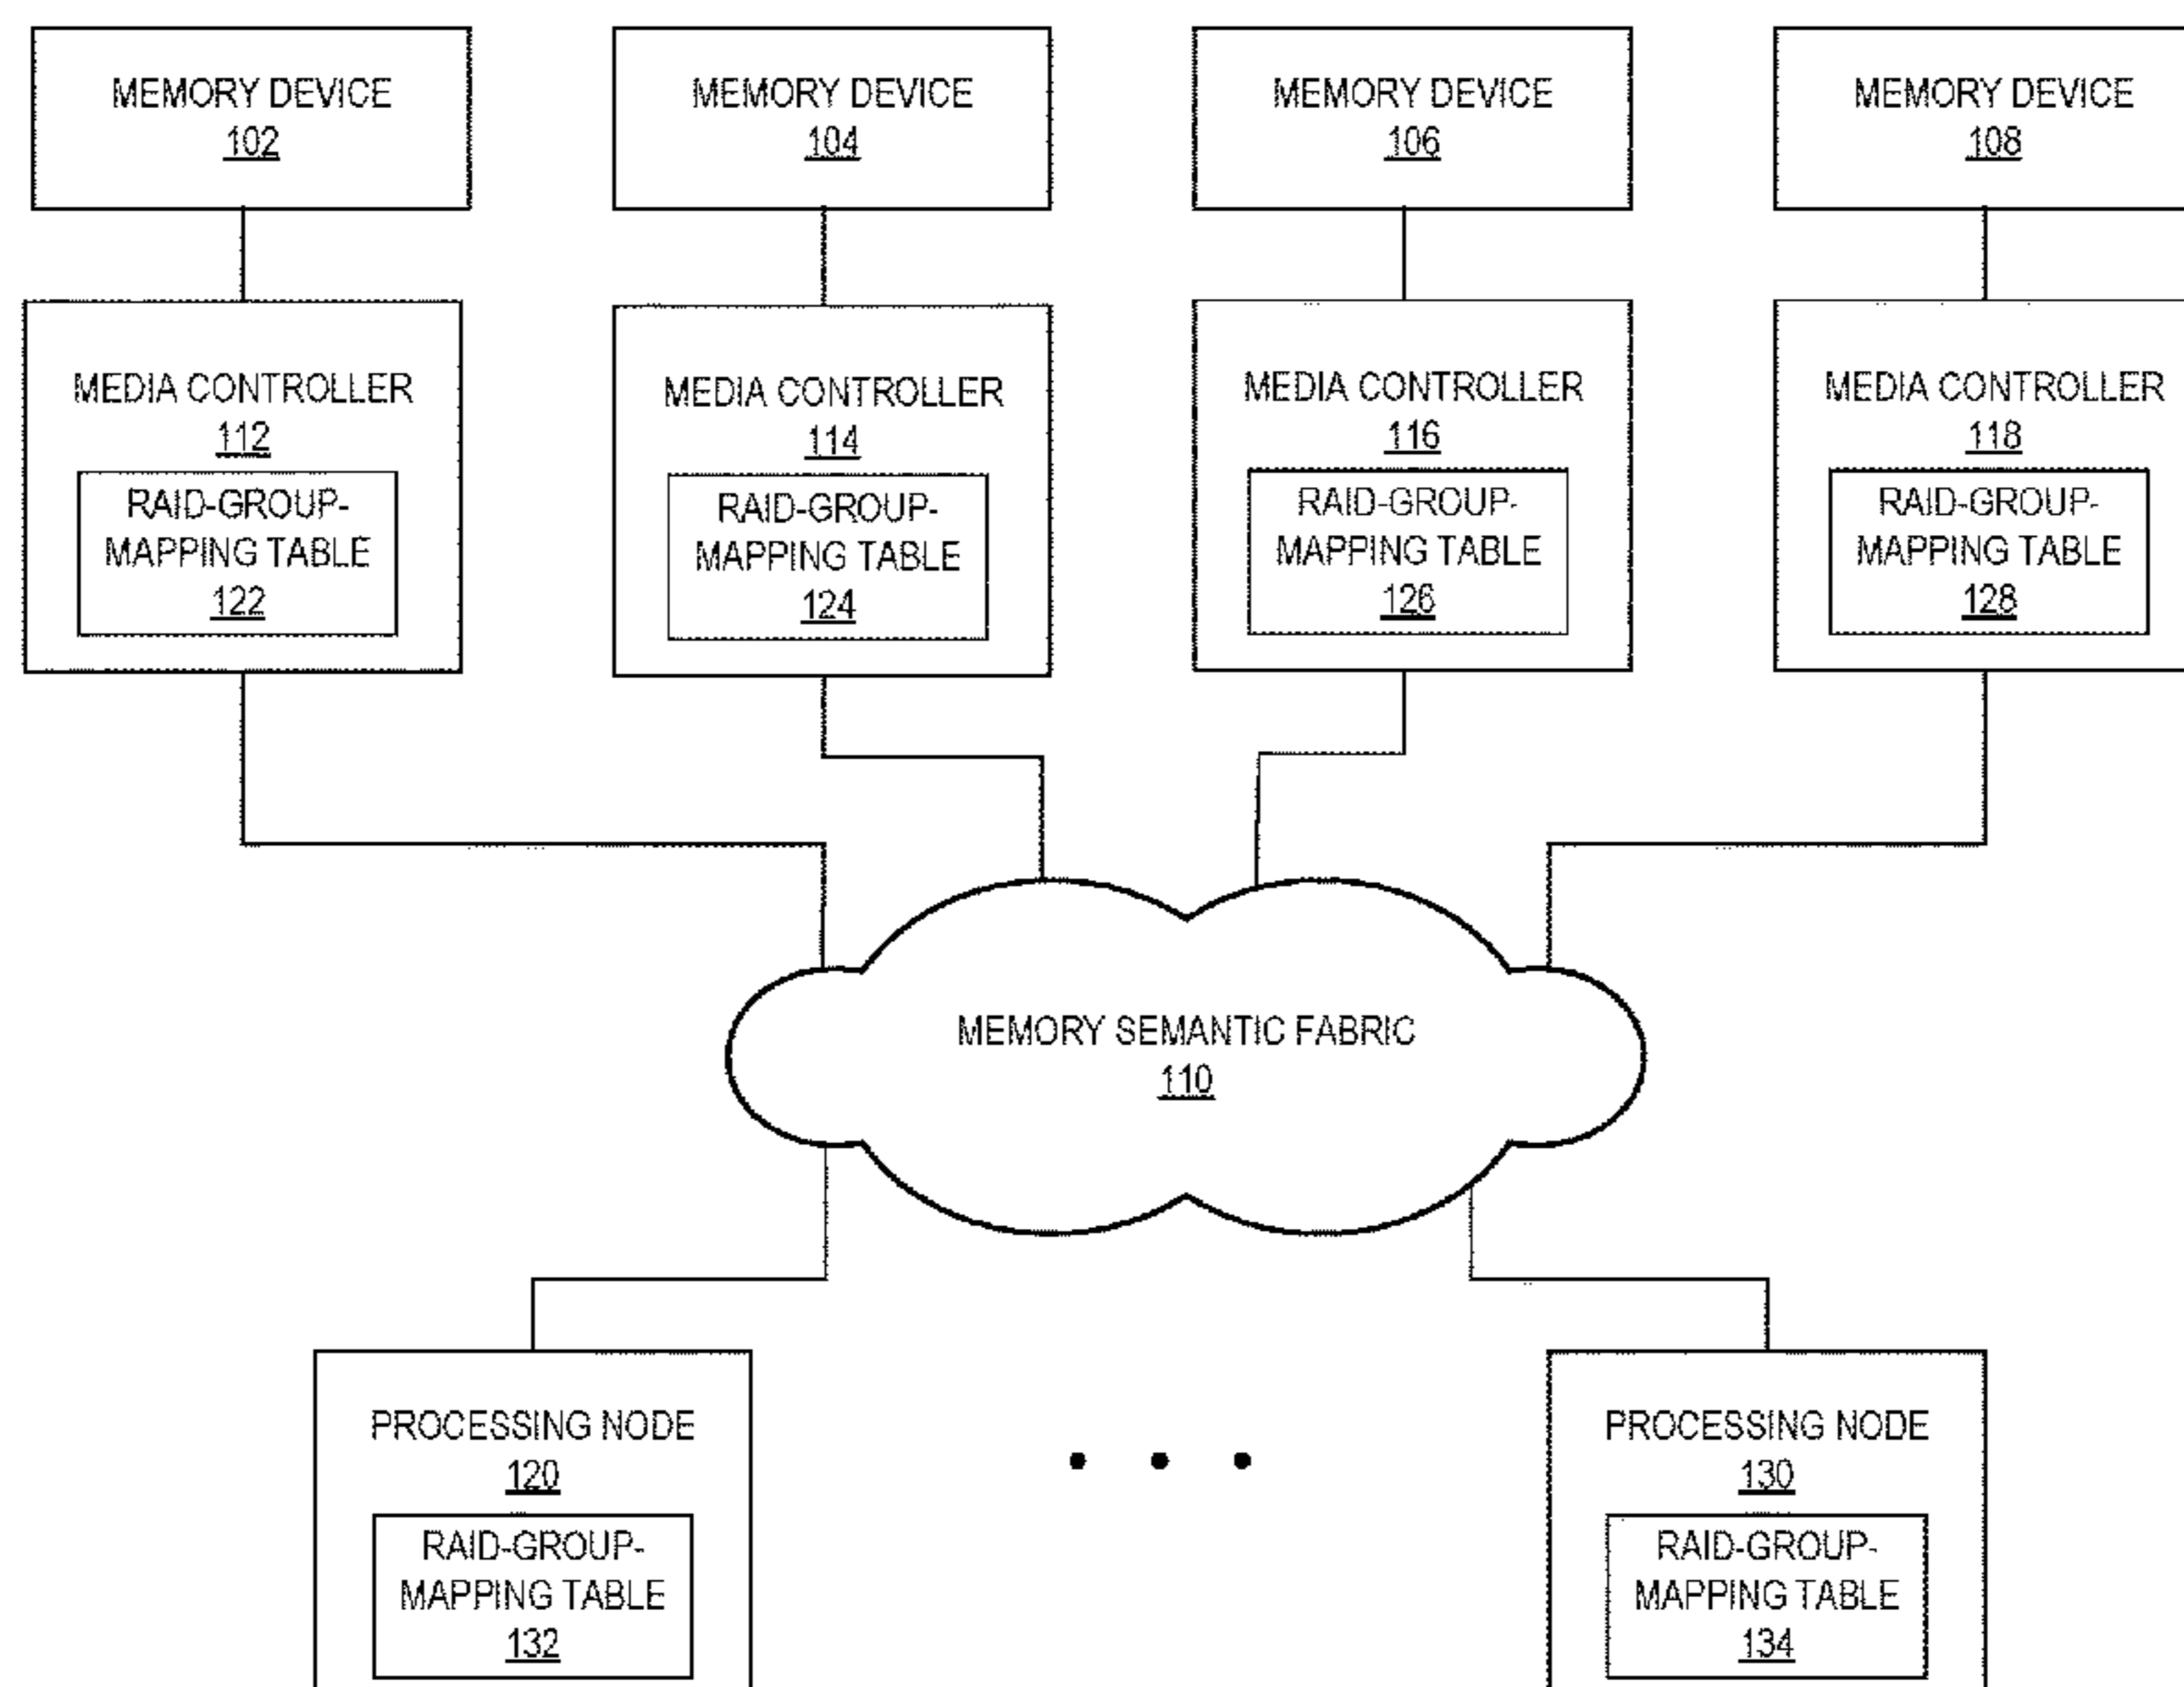 MEMORY DEVICE
102
MEMORY DEVICE
104
MEMORY DEVICE
106
MEMORY DEVICE
108
MEDIA CONTROLLER
112
RAID-GROUP-
MAPPING TABLE
122
MEDIA CONTROLLER
114
RAID-GROUP-
MAPPING TABLE
124
MEDIA CONTROLLER
116
RAID-GROUP-
MAPPING TABLE
126
MEDIA CONTROLLER
118
RAID-GROUP-
MAPPING TABLE
128
MEMORY SEMANTIC FABRIC
110
PROCESSING NODE
120
RAID-GROUP-
MAPPING TABLE
132
PROCESSING NODE
130
RAID-GROUP-
MAPPING TABLE
134